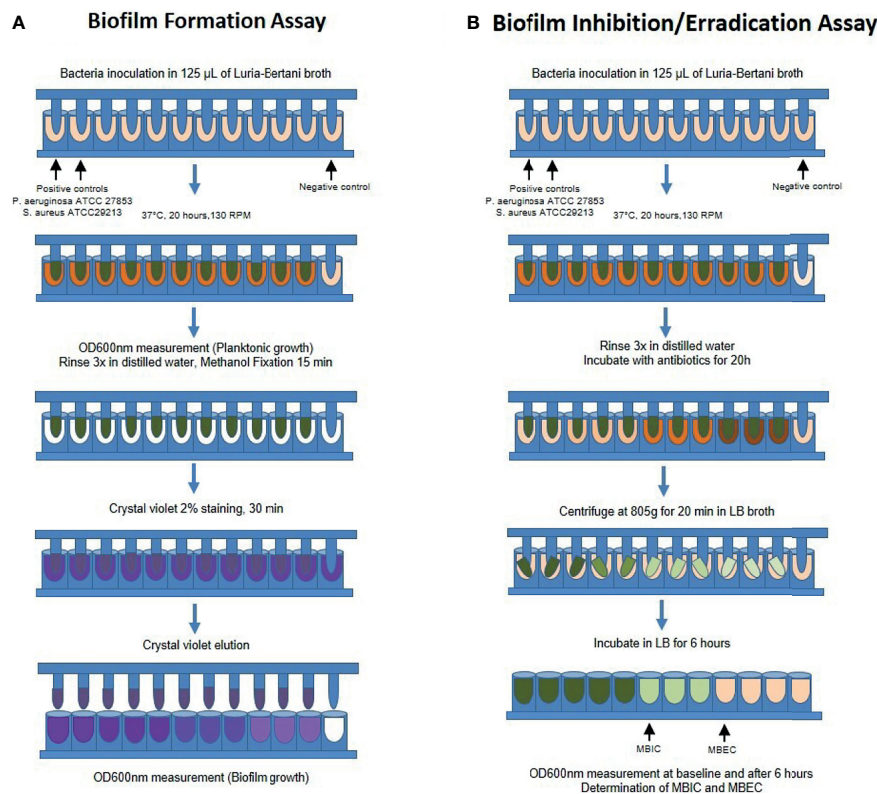 A
Biofilm Formation Assay
Bacteria inoculation in 125 µL of Luria-Bertani broth
Positive controls
P. aeruginosa ATCC 27853
S. aureus ATCC29213
Negative control
37°C, 20 hours,130 RPM
OD600nm measurement (Planktonic growth)
Rinse 3x in distilled water, Methanol Fixation 15 min
Crystal violet 2% staining, 30 min
Crystal violet elution
OD600nm measurement (Biofilm growth)
B
Biofilm Inhibition/Erradication Assay
Bacteria inoculation in 125 µL of Luria-Bertani broth
Positive controls
P. aeruginosa ATCC 27853
S. aureus ATCC29213
Negative control
37°C, 20 hours,130 RPM
Rinse 3x in distilled water
Incubate with antibiotics for 20h
Centrifuge at 805g for 20 min in LB broth
Incubate in LB for 6 hours
MBIC
MBEC
OD600nm measurement at baseline and after 6 hours
Determination of MBIC and MBEC